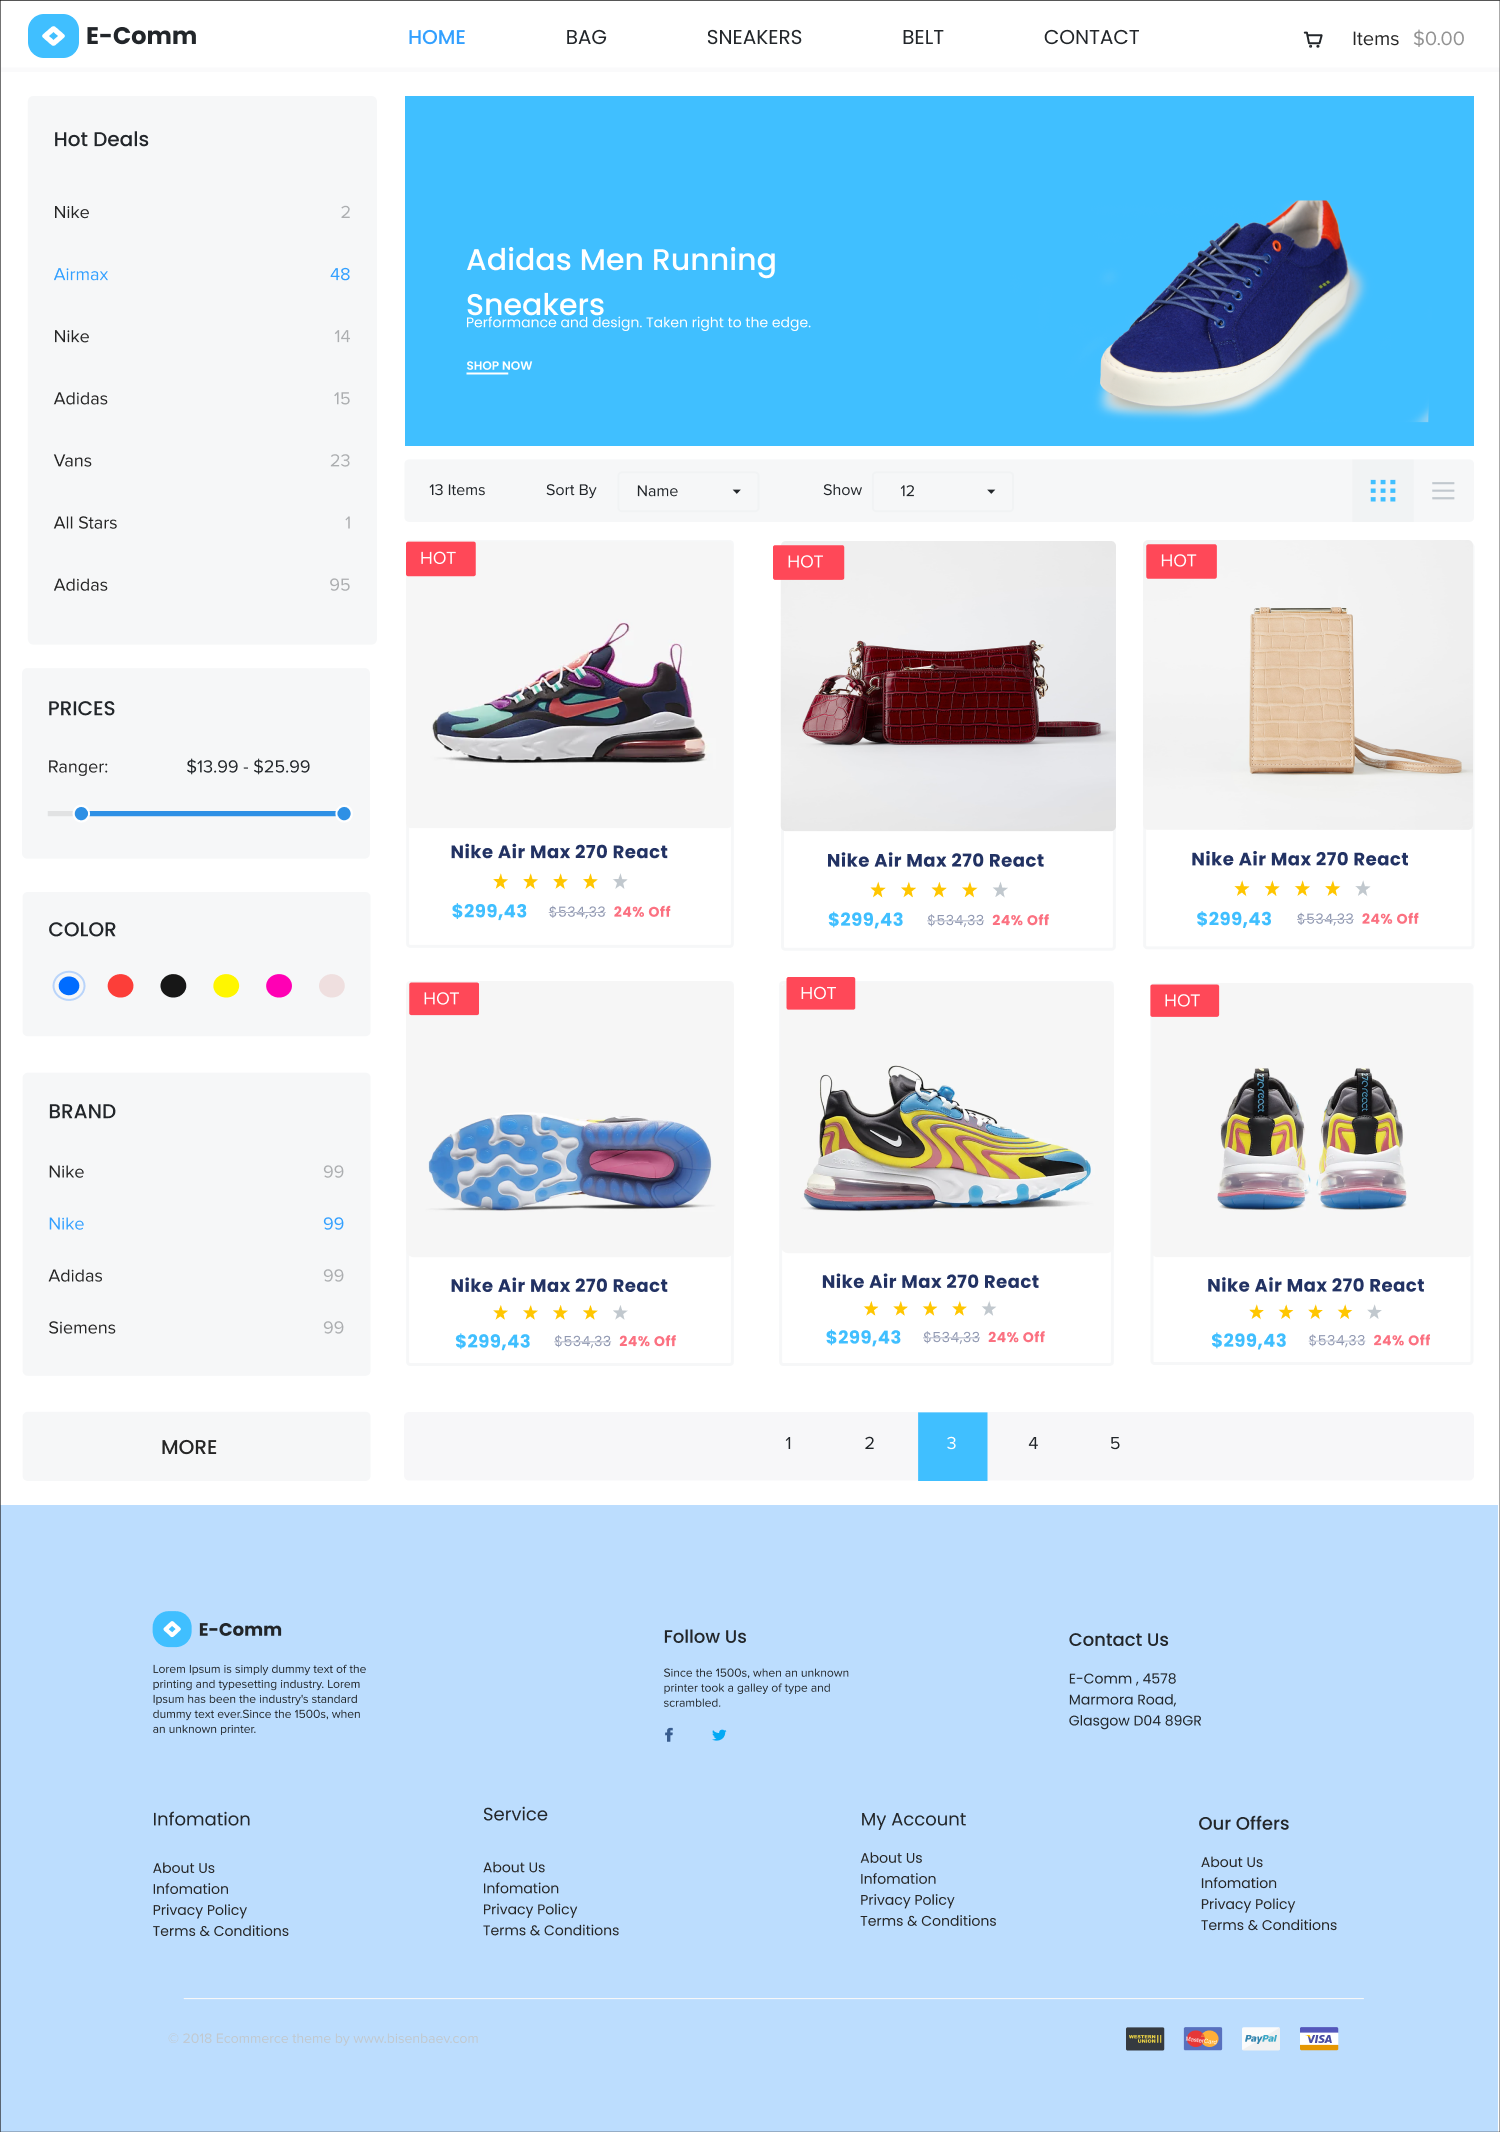 E-Comm
HOME
BAG
SNEAKERS
BELT
CONTACT
Items $0.00
Hot Deals
Nike 2
Airmax 48
Nike 14
Adidas 15
Vans 23
All Stars 1
Adidas 95
PRICES
Ranger: $13.99 - $25.99
COLOR
BRAND
Nike 99
Nike 99
Adidas 99
Siemens 99
MORE
Adidas Men Running
Sneakers
Performance and design. Taken right to the edge.
SHOP NOW
13 Items
Sort By
Name
Show
12
HOT
Nike Air Max 270 React
$299,43 $534,33 24% Off
HOT
Nike Air Max 270 React
$299,43 $534,33 24% Off
HOT
Nike Air Max 270 React
$299,43 $534,33 24% Off
HOT
Nike Air Max 270 React
$299,43 $534,33 24% Off
HOT
Nike Air Max 270 React
$299,43 $534,33 24% Off
HOT
Nike Air Max 270 React
$299,43 $534,33 24% Off
1 2 3 4 5
E-Comm
Lorem Ipsum is simply dummy text of the
printing and typesetting industry. Lorem
Ipsum has been the industry's standard
dummy text ever.Since the 1500s, when
an unknown printer.
Follow Us
Since the 1500s, when an unknown
printer took a galley of type and
scrambled.
Contact Us
E-Comm , 4578
Marmora Road,
Glasgow D04 89GR
Infomation
About Us
Infomation
Privacy Policy
Terms & Conditions
Service
About Us
Infomation
Privacy Policy
Terms & Conditions
My Account
About Us
Infomation
Privacy Policy
Terms & Conditions
Our Offers
About Us
Infomation
Privacy Policy
Terms & Conditions
© 2018 Ecommerce theme by www.bisenbaev.com
WESTERN
UNION
MasterCard
PayPal
VISA